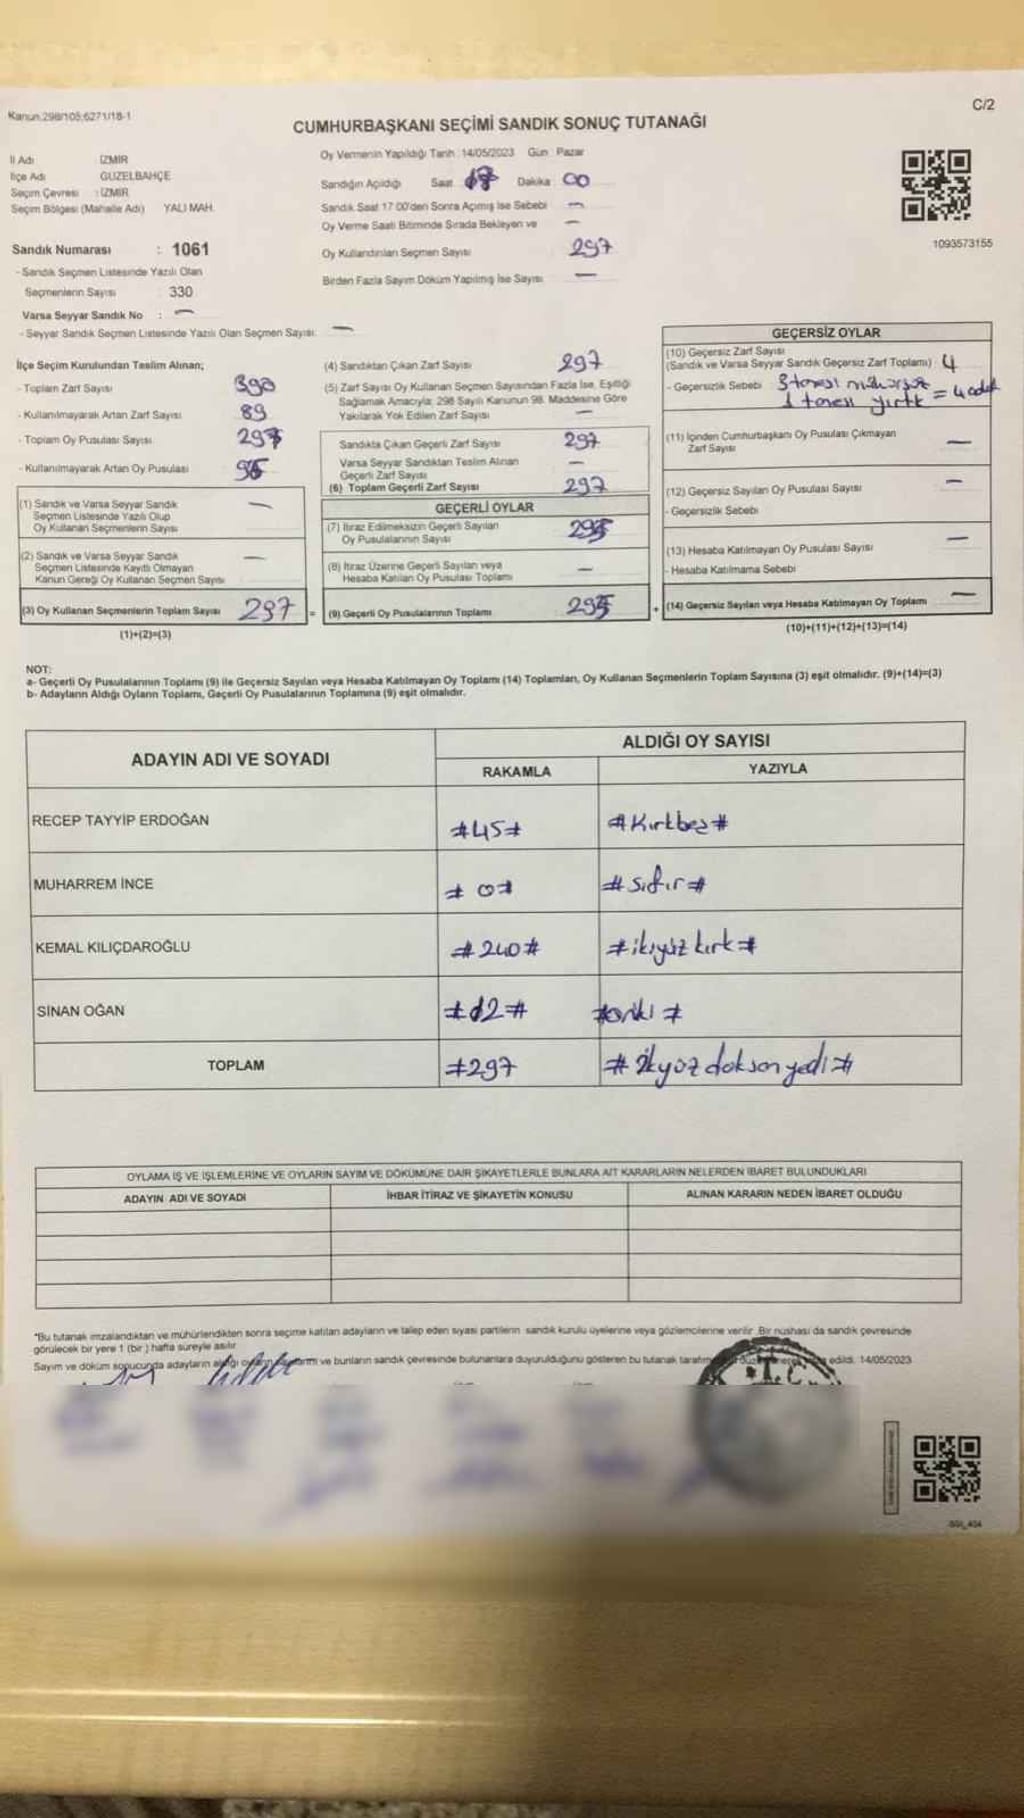 Kanun:298/105;6271/18-1
C/2
CUMHURBAŞKANI SEÇİMİ SANDIK SONUÇ TUTANAĞI
İl Adı İZMİR
İlçe Adı GÜZELBAHÇE
Seçim Çevresi : İZMİR
Seçim Bölgesi (Mahalle Adı) YALI MAH.
Sandık Numarası : 1061
- Sandık Seçmen Listesinde Yazılı Olan
Seçmenlerin Sayısı 330
Varsa Seyyar Sandık No : —
- Seyyar Sandık Seçmen Listesinde Yazılı Olan Seçmen Sayısı: —
Oy Vermenin Yapıldığı Tarih: 14/05/2023 Gün: Pazar
Sandığın Açıldığı Saat: 17 Dakika: 00
Sandık Saat 17:00'den Sonra Açılmış İse Sebebi —
Oy Verme Saati Bitiminde Sırada Bekleyen ve —
Oy Kullandırılan Seçmen Sayısı 297
Birden Fazla Sayım Döküm Yapılmış İse Sayısı —
1093573155
İlçe Seçim Kurulundan Teslim Alınan;
- Toplam Zarf Sayısı 390
- Kullanılmayarak Artan Zarf Sayısı 89
- Toplam Oy Pusulası Sayısı
- Kullanılmayarak Artan Oy Pusulası
(1) Sandık ve Varsa Seyyar Sandık —
Seçmen Listesinde Yazılı Olup
Oy Kullanan Seçmenlerin Sayısı
(2) Sandık ve Varsa Seyyar Sandık —
Seçmen Listesinde Kayıtlı Olmayan
Kanun Gereği Oy Kullanan Seçmen Sayısı
(3) Oy Kullanan Seçmenlerin Toplam Sayısı 297 =
(1)+(2)=(3)
(4) Sandıktan Çıkan Zarf Sayısı 297
(5) Zarf Sayısı Oy Kullanan Seçmen Sayısından Fazla İse, Eşitliği
Sağlamak Amacıyla; 298 Sayılı Kanunun 98. Maddesine Göre
Yakılarak Yok Edilen Zarf Sayısı —
Sandıkta Çıkan Geçerli Zarf Sayısı 297
Varsa Seyyar Sandıktan Teslim Alınan —
Geçerli Zarf Sayısı
(6) Toplam Geçerli Zarf Sayısı 297
GEÇERLİ OYLAR
(7) İtiraz Edilmeksizin Geçerli Sayılan
Oy Pusulalarının Sayısı
(8) İtiraz Üzerine Geçerli Sayılan veya —
Hesaba Katılan Oy Pusulası Toplamı
(9) Geçerli Oy Pusulalarının Toplamı +
GEÇERSİZ OYLAR
(10) Geçersiz Zarf Sayısı
(Sandık ve Varsa Seyyar Sandık Geçersiz Zarf Toplamı) 4
- Geçersizlik Sebebi 3 tanesi mühürsüz = 4 adet
1 tanesi yırtık
(11) İçinden Cumhurbaşkanı Oy Pusulası Çıkmayan —
Zarf Sayısı
(12) Geçersiz Sayılan Oy Pusulası Sayısı —
- Geçersizlik Sebebi
(13) Hesaba Katılmayan Oy Pusulası Sayısı —
- Hesaba Katılmama Sebebi
(14) Geçersiz Sayılan veya Hesaba Katılmayan Oy Toplamı —
(10)+(11)+(12)+(13)=(14)
NOT:
a- Geçerli Oy Pusulalarının Toplamı (9) ile Geçersiz Sayılan veya Hesaba Katılmayan Oy Toplamı (14) Toplamları, Oy Kullanan Seçmenlerin Toplam Sayısına (3) eşit olmalıdır. (9)+(14)=(3)
b- Adayların Aldığı Oyların Toplamı, Geçerli Oy Pusulalarının Toplamına (9) eşit olmalıdır.
ADAYIN ADI VE SOYADI
ALDIĞI OY SAYISI
RAKAMLA YAZIYLA
RECEP TAYYİP ERDOĞAN #45# #Kırkbeş#
MUHARREM İNCE # 0# #sıfır#
KEMAL KILIÇDAROĞLU #240# #ikiyüz kırk#
SİNAN OĞAN #12# #oniki #
TOPLAM #297 # İkiyüz doksan yedi #
OYLAMA İŞ VE İŞLEMLERİNE VE OYLARIN SAYIM VE DÖKÜMÜNE DAİR ŞİKAYETLERLE BUNLARA AİT KARARLARIN NELERDEN İBARET BULUNDUKLARI
ADAYIN ADI VE SOYADI İHBAR İTİRAZ VE ŞİKAYETİN KONUSU ALINAN KARARIN NEDEN İBARET OLDUĞU
*Bu tutanak imzalandıktan ve mühürlendikten sonra seçime katılan adayların ve talep eden siyasi partilerin sandık kurulu üyelerine veya gözlemcilerine verilir. Bir nüshası da sandık çevresinde
görülecek bir yere 1 (bir ) hafta süreyle asılır.
Sayım ve döküm sonucunda adayların aldığı ve bunların sandık çevresinde bulunanlara duyurulduğunu gösteren bu tutanak edildi. 14/05/2023
T.C.